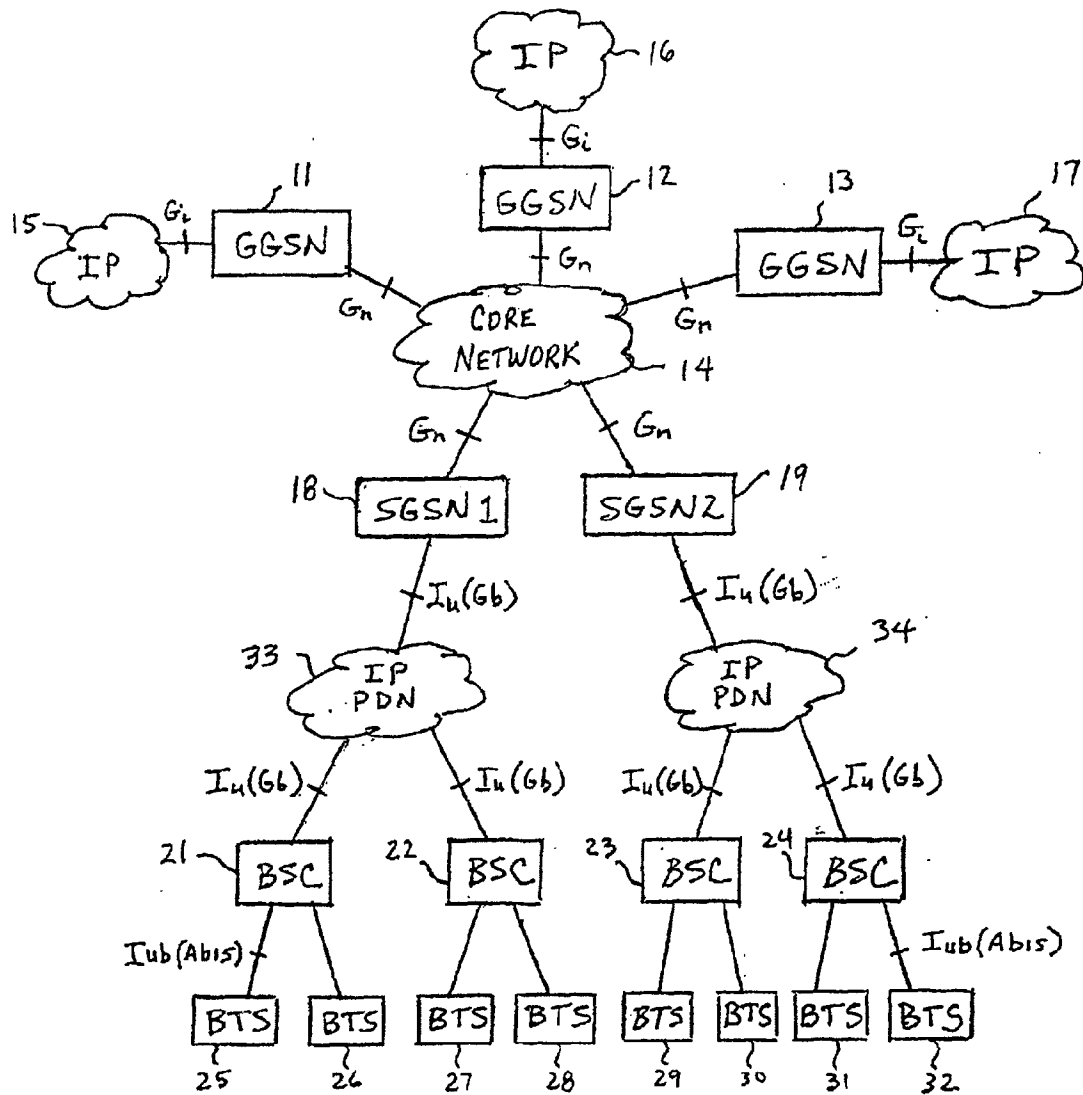 IP
16
Gi
11
12
13
17
15
Gi
GGSN
GGSN
GGSN
Gi
IP
IP
Gn
Gn
Gn
CORE
NETWORK
14
Gn
Gn
18
SGSN1
SGSN2
19
Iu(Gb)
Iu(Gb)
33
IP
PDN
IP
PDN
34
Iu(Gb)
Iu(Gb)
Iu(Gb)
Iu(Gb)
21
BSC
22
BSC
23
BSC
24
BSC
Iub(Abis)
Iub(Abis)
BTS
BTS
BTS
BTS
BTS
BTS
BTS
BTS
25
26
27
28
29
30
31
32